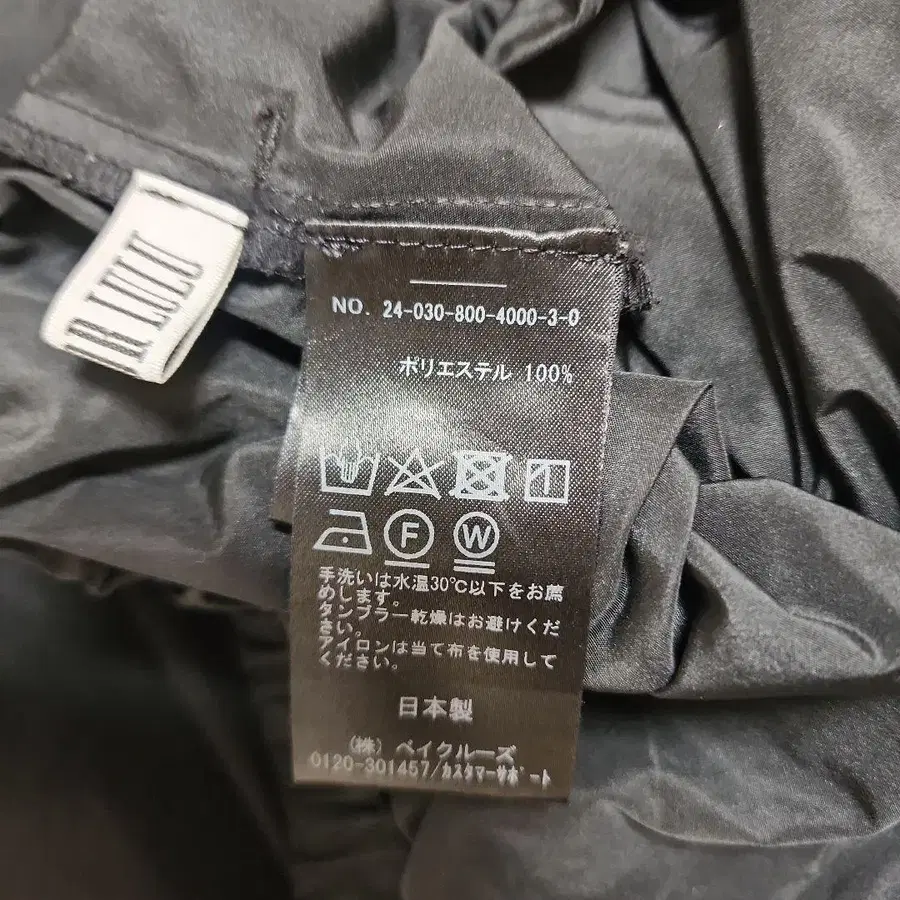 R LULU
NO. 24-030-800-4000-3-0
ポリエステル 100%
F W
手洗いは水温30℃以下をお薦
めします。
タンブラー乾燥はお避けくだ
さい。
アイロンは当て布を使用して
ください。
日本製
(株) ベイクルーズ
0120-301457/カスタマーサポート